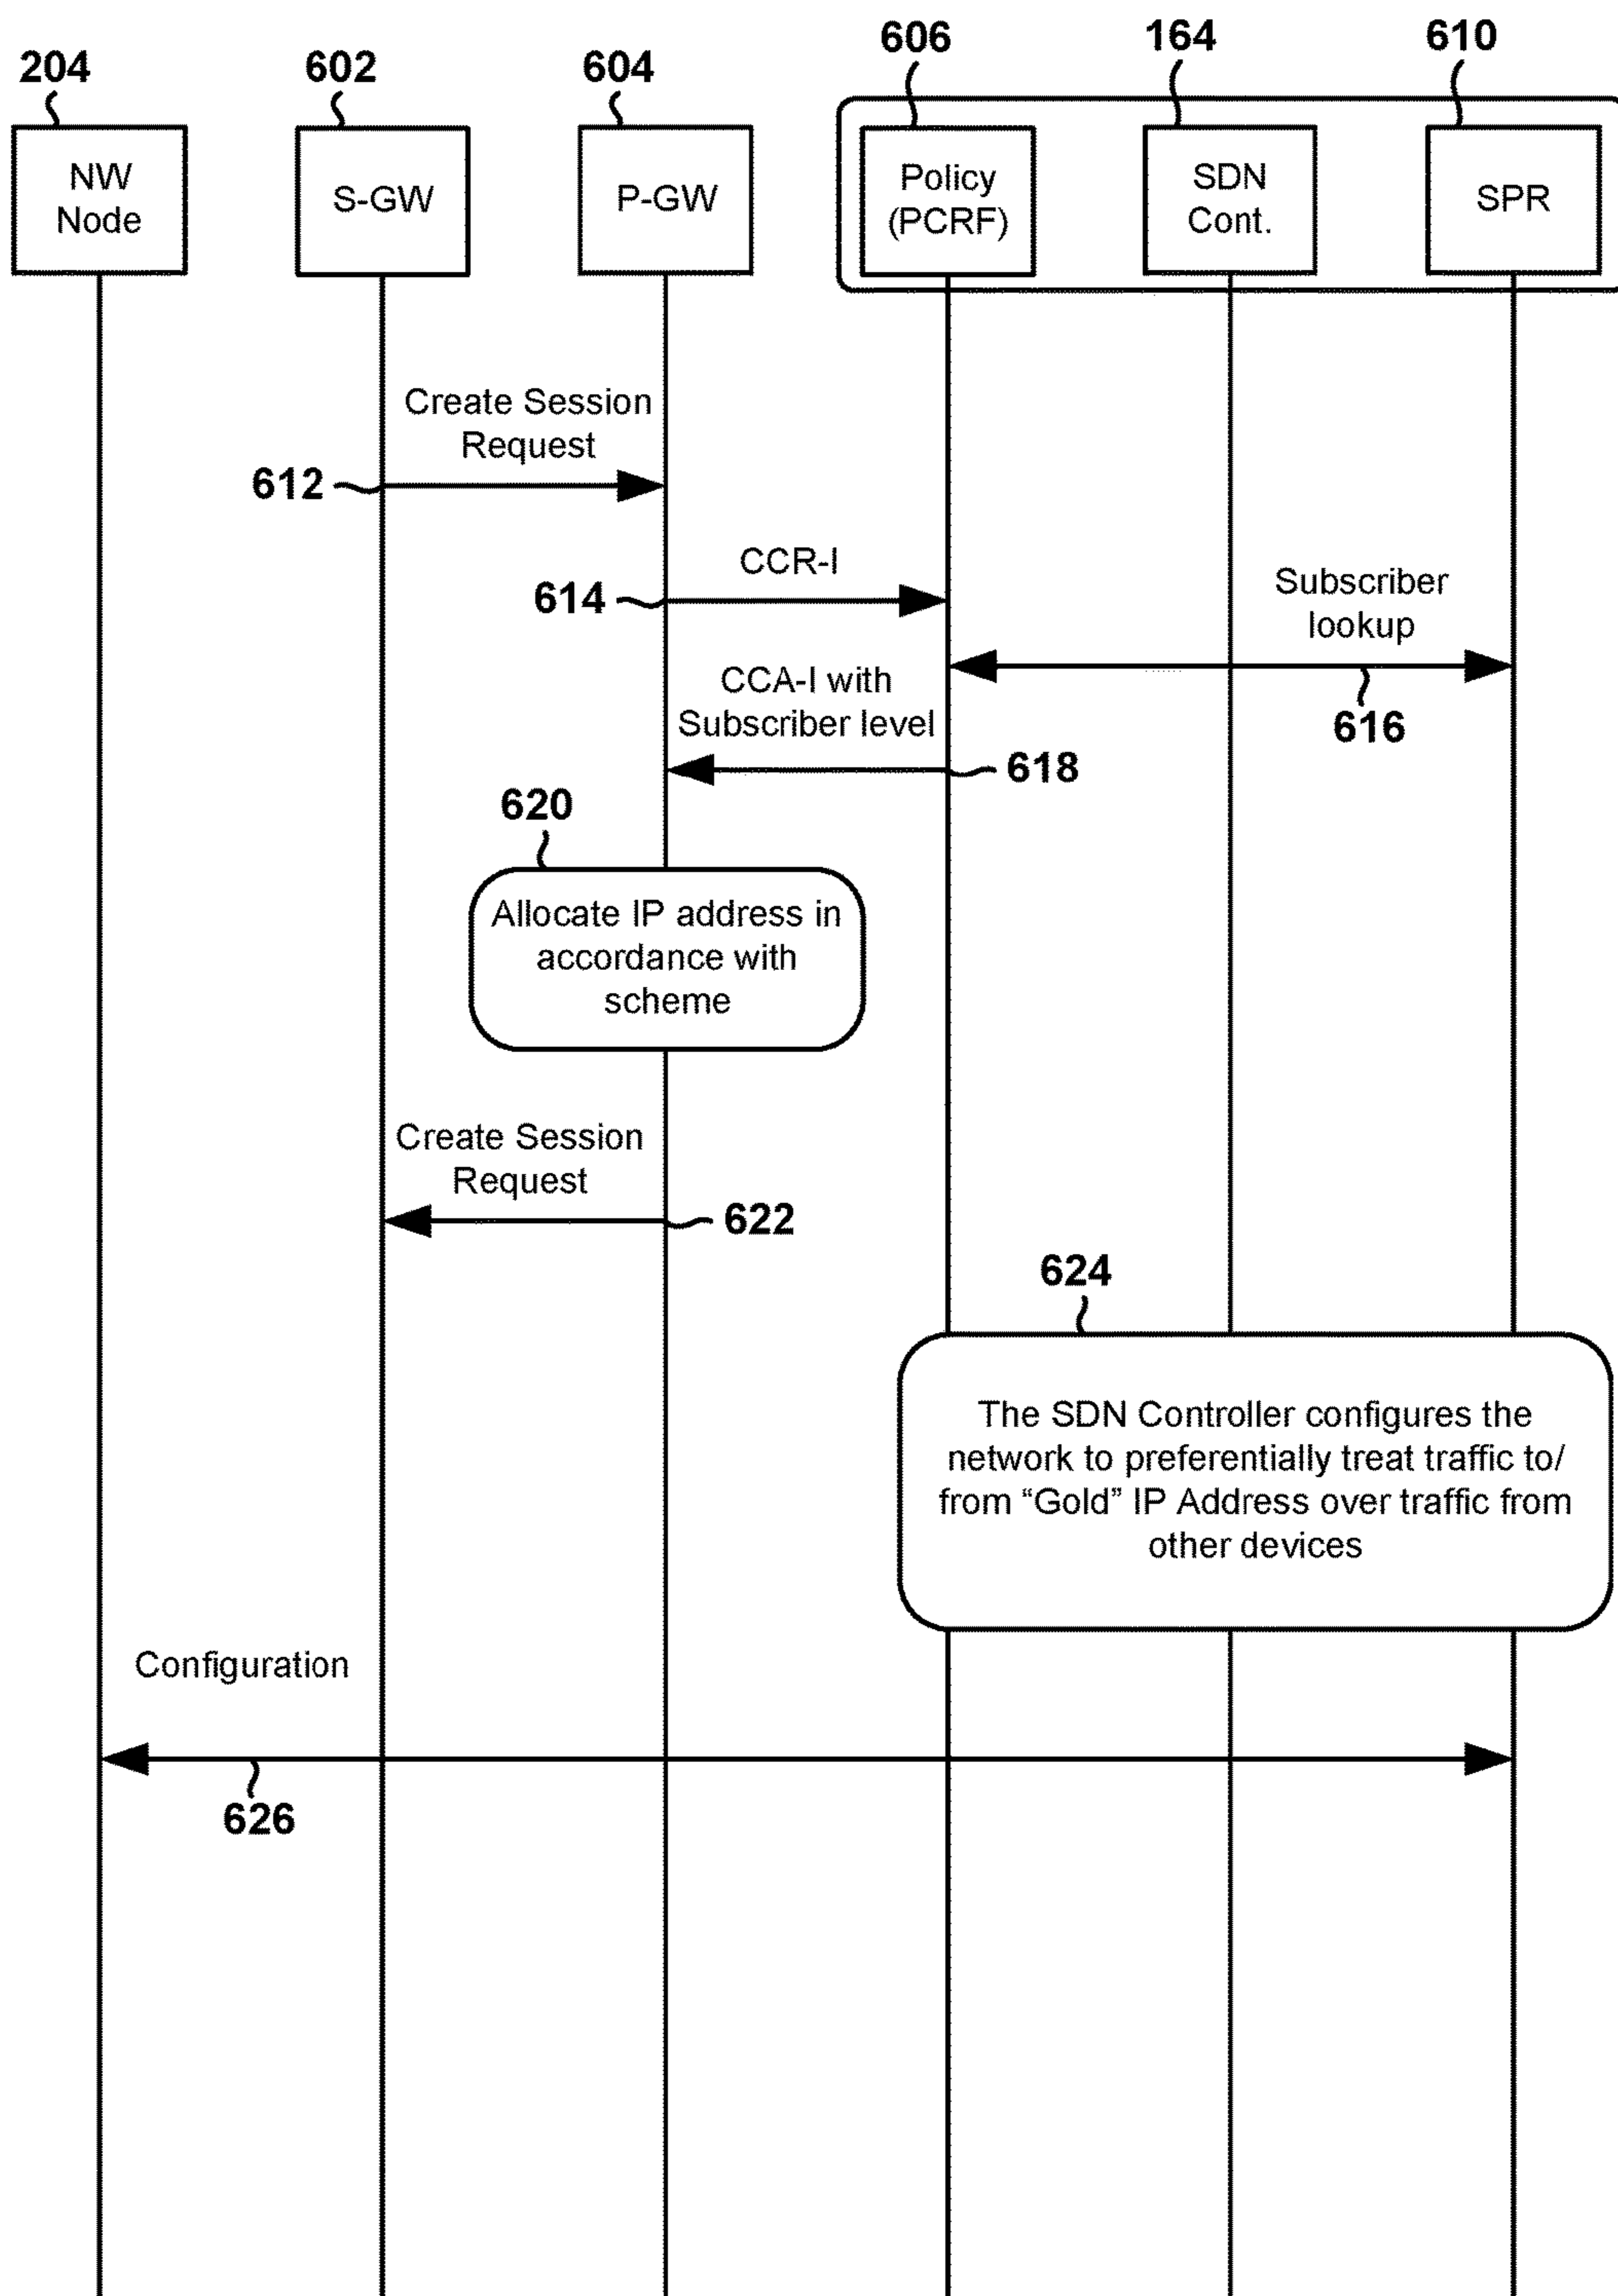 606
164
610
204
602
604
NW
Node
S-GW
P-GW
Policy
(PCRF)
SDN
Cont.
SPR
Create Session
Request
612
CCR-I
614
Subscriber
lookup
616
CCA-I with
Subscriber level
618
620
Allocate IP address in
accordance with
scheme
Create Session
Request
622
624
The SDN Controller configures the
network to preferentially treat traffic to/
from “Gold” IP Address over traffic from
other devices
Configuration
626